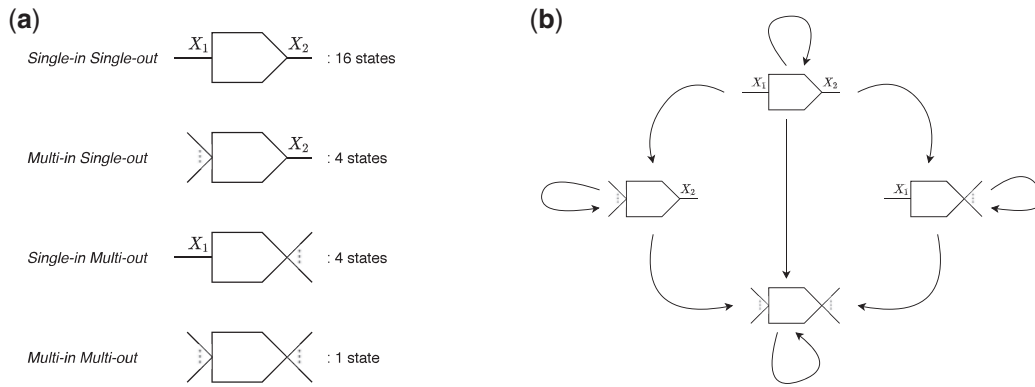 (a)
Single-in Single-out X₁ X₂ : 16 states
Multi-in Single-out X₂ : 4 states
Single-in Multi-out X₁ : 4 states
Multi-in Multi-out : 1 state
(b)
X₁ X₂
X₂ X₁